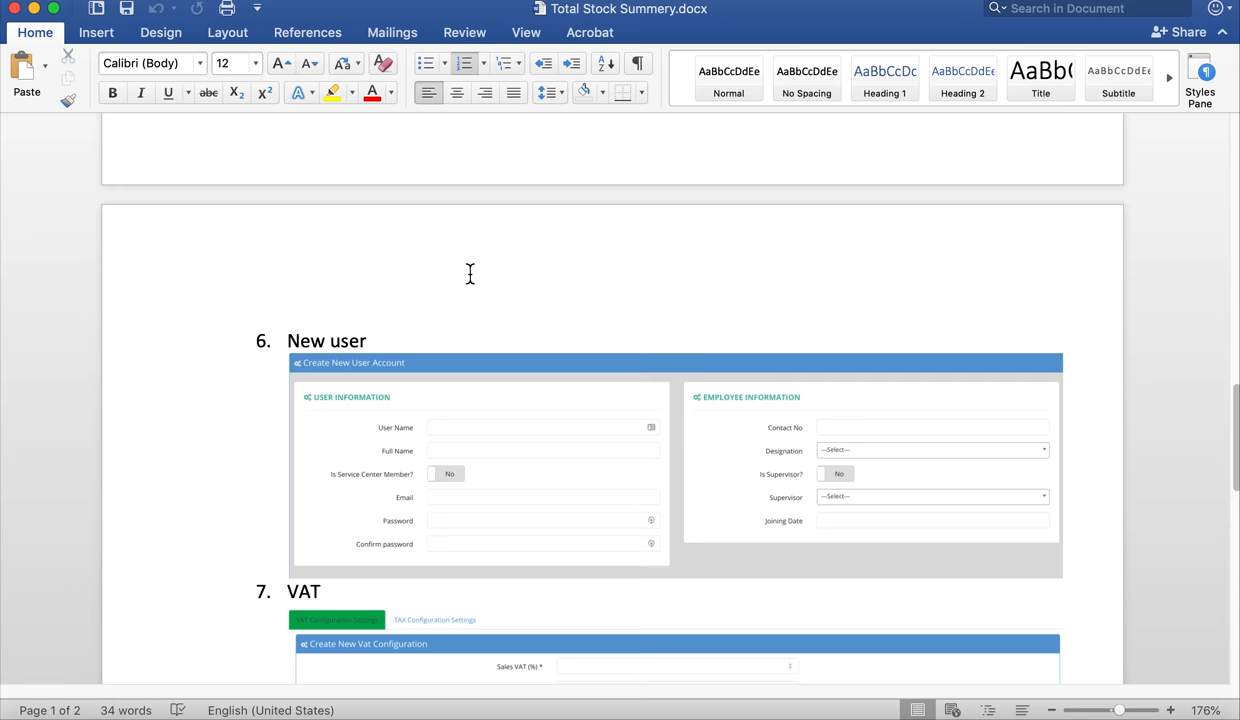 Total Stock Summery.docx
Search in Document
Home Insert Design Layout References Mailings Review View Acrobat Share
Paste
Calibri (Body) 12
AaBbCcDdEe AaBbCcDdEe AaBbCcDc AaBbCcDdEe AaBb( AaBbCcDdEe
Normal No Spacing Heading 1 Heading 2 Title Subtitle
Styles
Pane
6. New user
Create New User Account
USER INFORMATION
User Name
Full Name
Is Service Center Member? No
Email
Password
Confirm password
EMPLOYEE INFORMATION
Contact No
Designation ---Select---
Is Supervisor? No
Supervisor ---Select---
Joining Date
7. VAT
VAT Configuration Settings TAX Configuration Settings
Create New Vat Configuration
Sales VAT (%) *
Page 1 of 2 34 words English (United States) 176%